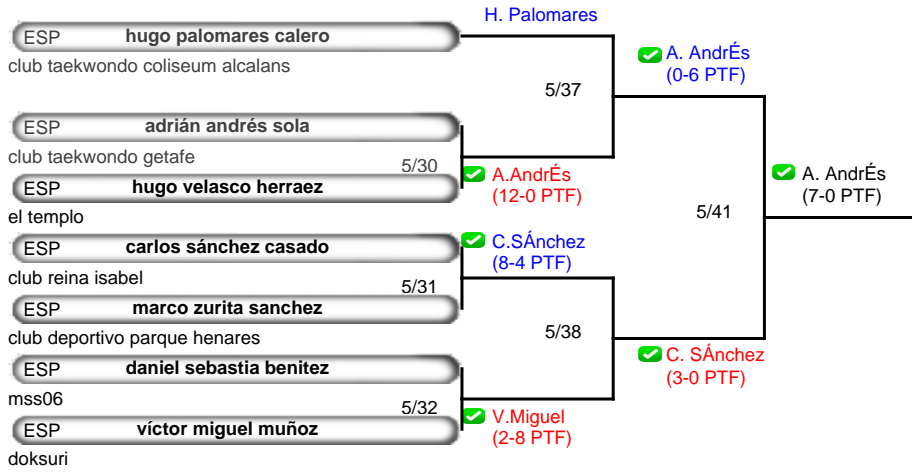 H. Palomares
ESP hugo palomares calero
club taekwondo coliseum alcalans
A. AndrÉs
(0-6 PTF)
5/37
ESP adrián andrés sola
club taekwondo getafe
5/30
A.AndrÉs
(12-0 PTF)
ESP hugo velasco herraez
el templo
A. AndrÉs
(7-0 PTF)
5/41
ESP carlos sánchez casado
club reina isabel
C.SÁnchez
(8-4 PTF)
5/31
ESP marco zurita sanchez
club deportivo parque henares
5/38
C. SÁnchez
(3-0 PTF)
ESP daniel sebastia benitez
mss06
5/32
V.Miguel
(2-8 PTF)
ESP víctor miguel muñoz
doksuri